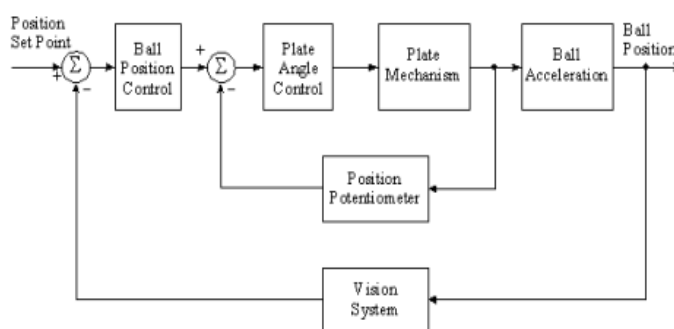 Position
Set Point
Ball
Position
+
Σ
+
−
Ball
Position
Control
+
Σ
−
Plate
Angle
Control
Plate
Mechanism
Ball
Acceleration
Position
Potentiometer
Vision
System